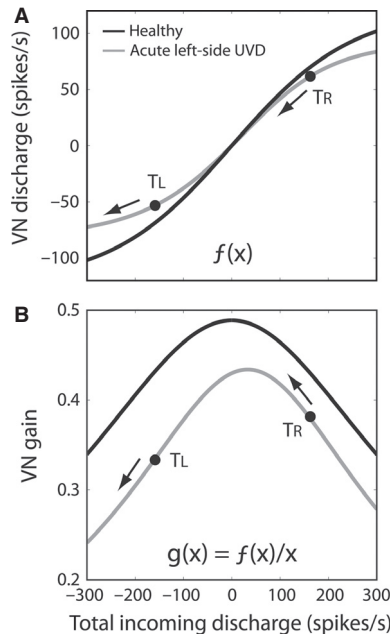 A
Healthy
Acute left-side UVD
100
50
0
−50
−100
VN discharge (spikes/s)
TR
TL
f(x)
B
0.5
0.4
0.3
0.2
VN gain
TR
TL
g(x) = f(x)/x
−300 −200 −100 0 100 200 300
Total incoming discharge (spikes/s)